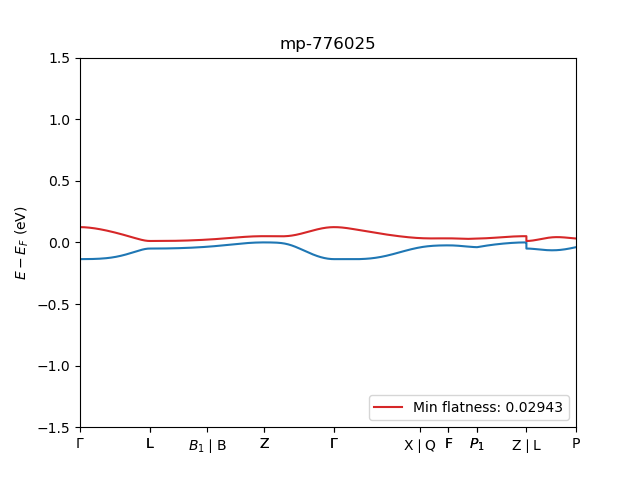 mp-776025
E − E_F (eV)
1.5
1.0
0.5
0.0
−0.5
−1.0
−1.5
Γ L B₁ | B Z Γ X | Q F P₁ Z | L P
Min flatness: 0.02943